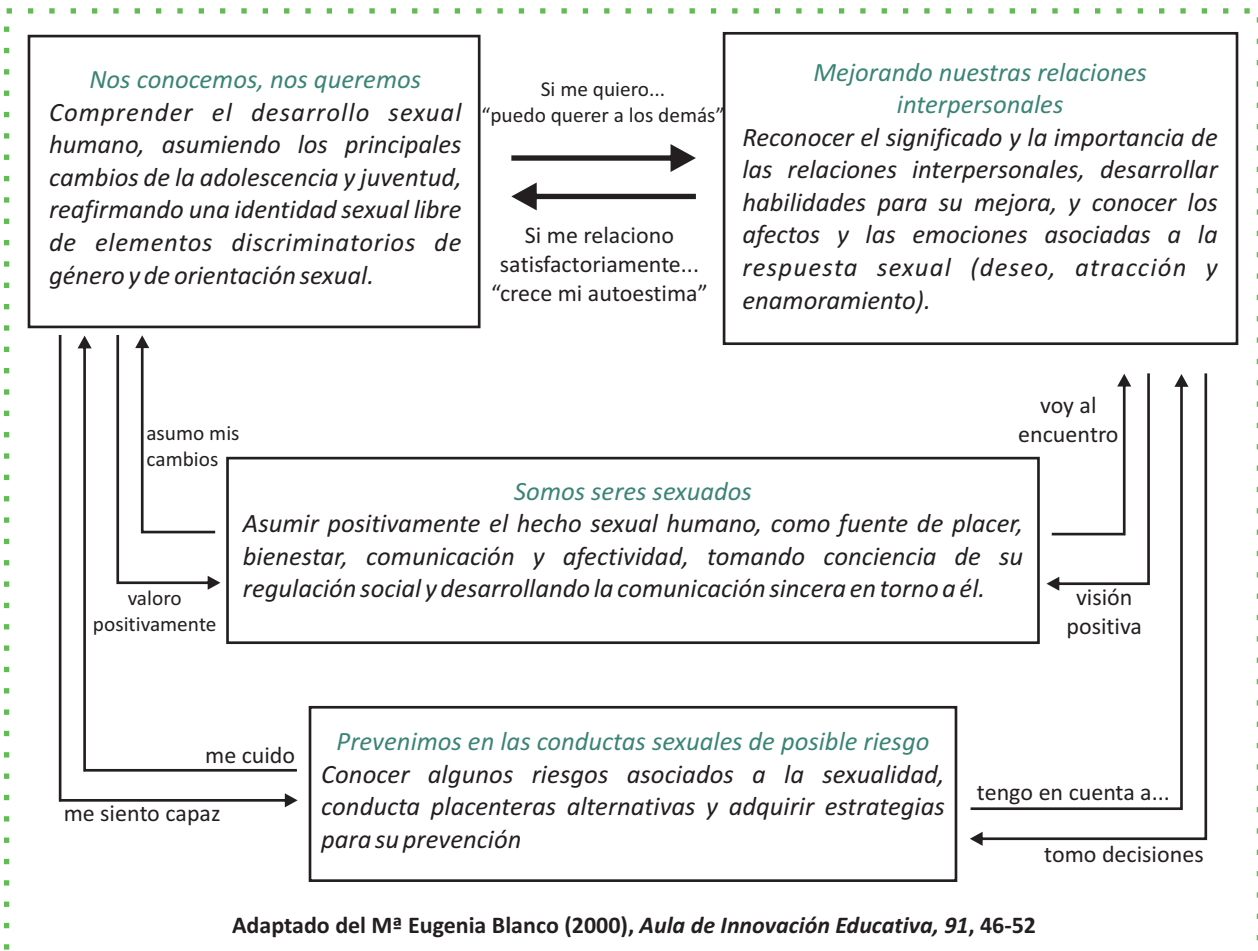 Nos conocemos, nos queremos
Comprender el desarrollo sexual
humano, asumiendo los principales
cambios de la adolescencia y juventud,
reafirmando una identidad sexual libre
de elementos discriminatorios de
género y de orientación sexual.
Si me quiero...
“puedo querer a los demás”
Si me relaciono
satisfactoriamente...
“crece mi autoestima”
Mejorando nuestras relaciones
interpersonales
Reconocer el significado y la importancia de
las relaciones interpersonales, desarrollar
habilidades para su mejora, y conocer los
afectos y las emociones asociadas a la
respuesta sexual (deseo, atracción y
enamoramiento).
asumo mis
cambios
voy al
encuentro
Somos seres sexuados
Asumir positivamente el hecho sexual humano, como fuente de placer,
bienestar, comunicación y afectividad, tomando conciencia de su
regulación social y desarrollando la comunicación sincera en torno a él.
valoro
positivamente
visión
positiva
Prevenimos en las conductas sexuales de posible riesgo
Conocer algunos riesgos asociados a la sexualidad,
conducta placenteras alternativas y adquirir estrategias
para su prevención
me cuido
me siento capaz
tengo en cuenta a...
tomo decisiones
Adaptado del Mª Eugenia Blanco (2000), Aula de Innovación Educativa, 91, 46-52